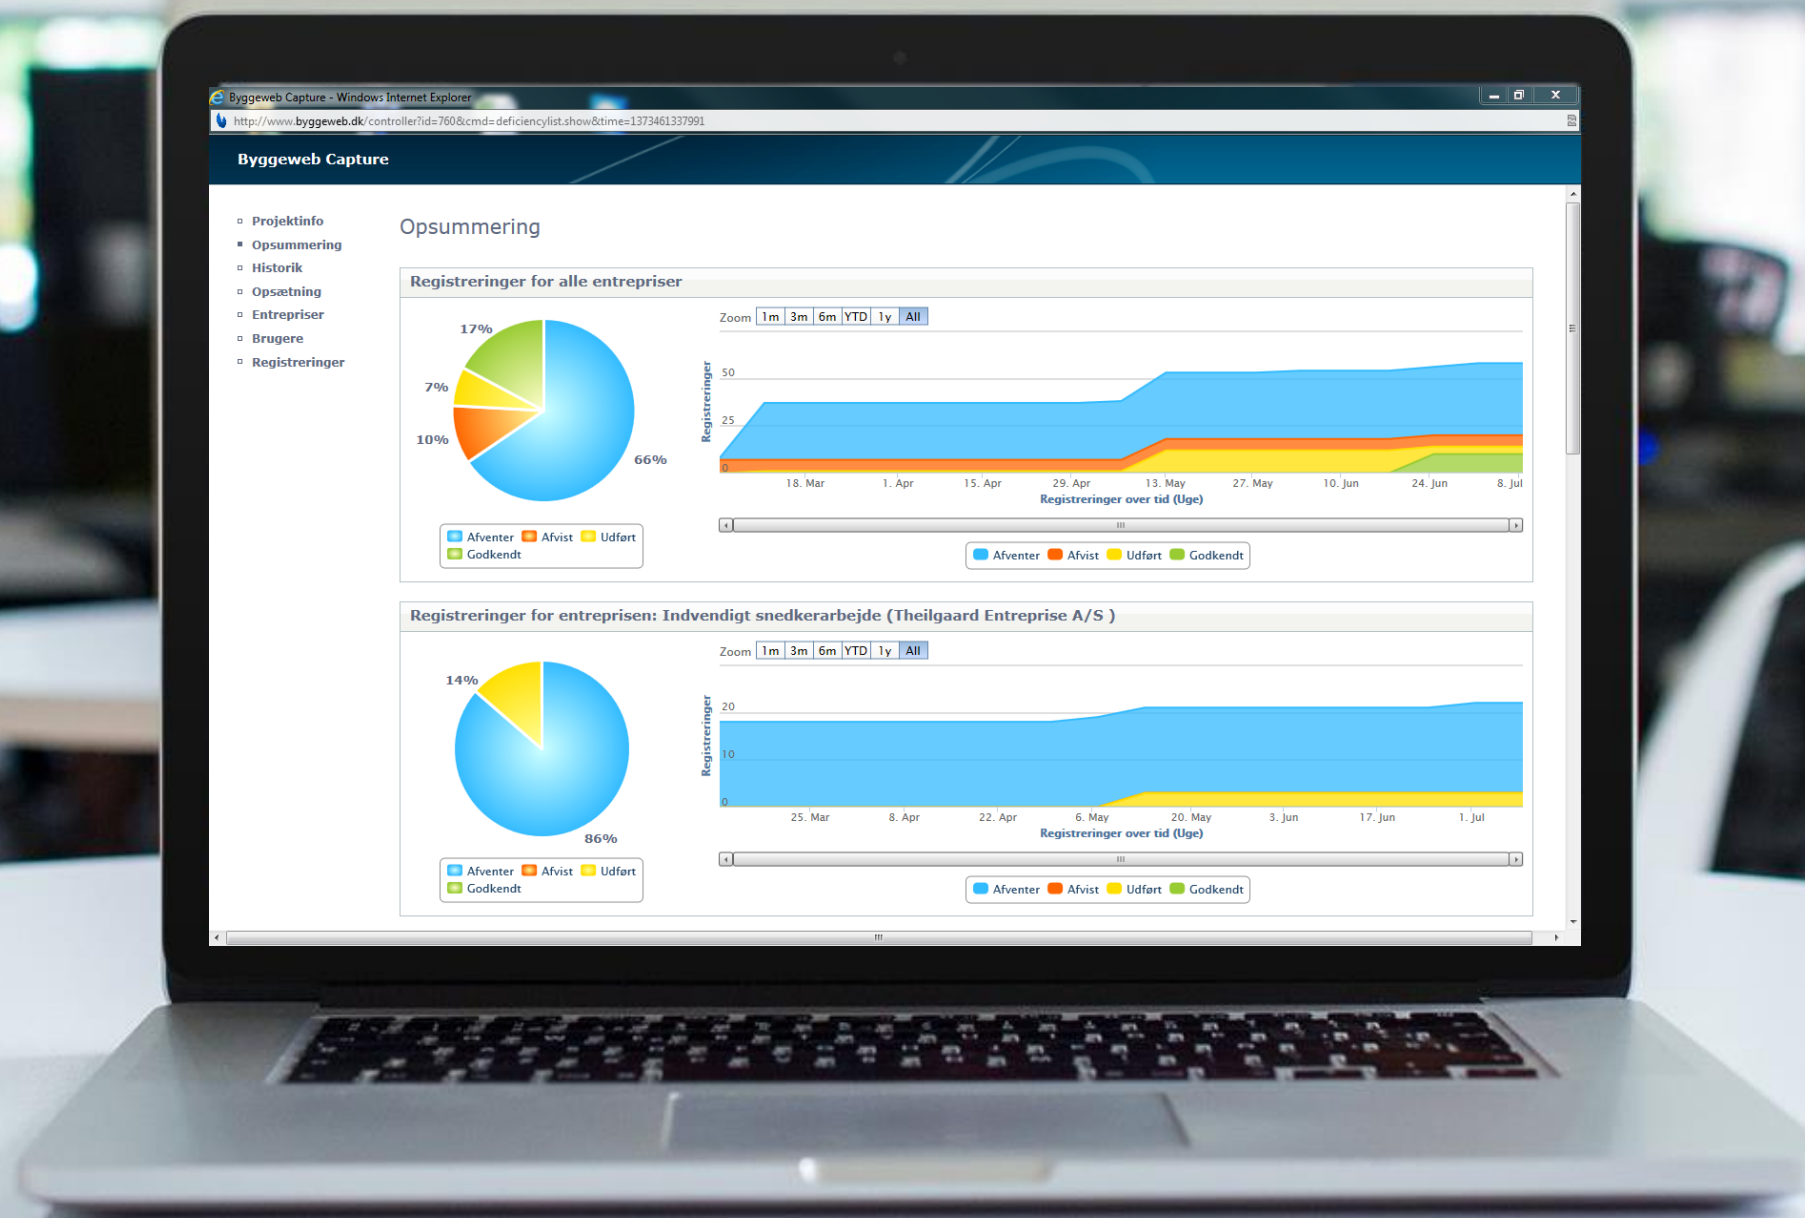 Byggeweb Capture - Windows Internet Explorer
http://www.byggeweb.dk/controller?id=760&cmd=deficiencylist.show&time=1373461337991
Byggeweb Capture
Projektinfo
Opsummering
Historik
Opsætning
Entrepriser
Brugere
Registreringer
Opsummering
Registreringer for alle entrepriser
17%
7%
10%
66%
Afventer Afvist Udført
Godkendt
Zoom 1m 3m 6m YTD 1y All
Registreringer
50
25
0
18. Mar 1. Apr 15. Apr 29. Apr 13. May 27. May 10. Jun 24. Jun 8. Jul
Registreringer over tid (Uge)
Afventer Afvist Udført Godkendt
Registreringer for entreprisen: Indvendigt snedkerarbejde (Theilgaard Entreprise A/S )
14%
86%
Afventer Afvist Udført
Godkendt
Zoom 1m 3m 6m YTD 1y All
Registreringer
20
10
0
25. Mar 8. Apr 22. Apr 6. May 20. May 3. Jun 17. Jun 1. Jul
Registreringer over tid (Uge)
Afventer Afvist Udført Godkendt